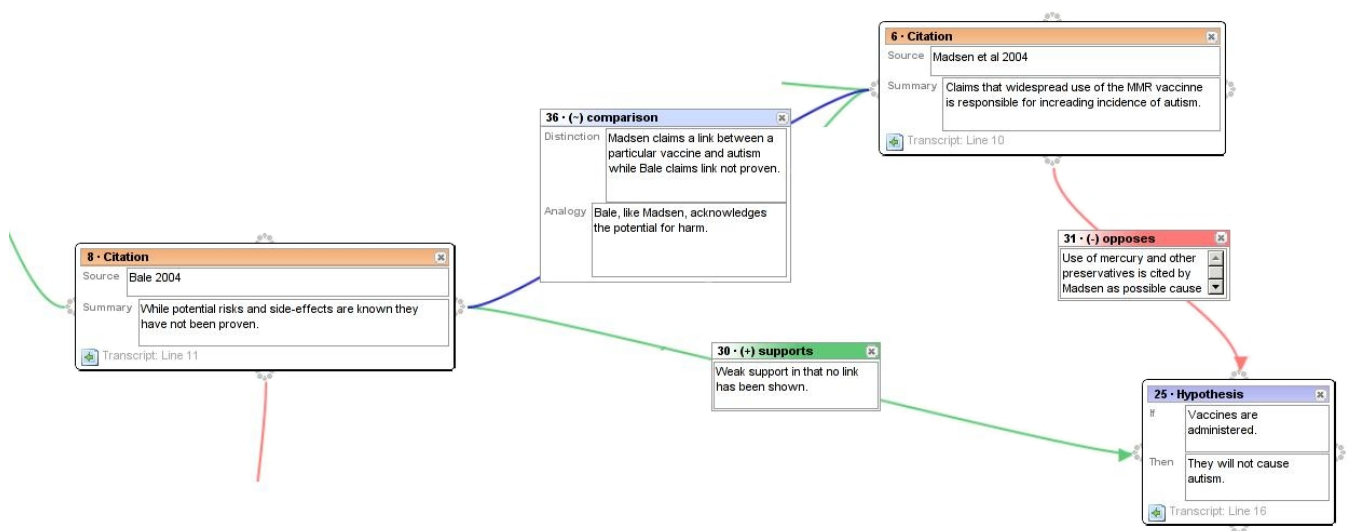 6 · Citation
Source Madsen et al 2004
Summary Claims that widespread use of the MMR vaccinne
is responsible for increading incidence of autism.
Transcript: Line 10
36 · (~) comparison
Distinction Madsen claims a link between a
particular vaccine and autism
while Bale claims link not proven.
Analogy Bale, like Madsen, acknowledges
the potential for harm.
31 · (-) opposes
Use of mercury and other
preservatives is cited by
Madsen as possible cause
8 · Citation
Source Bale 2004
Summary While potential risks and side-effects are known they
have not been proven.
Transcript: Line 11
30 · (+) supports
Weak support in that no link
has been shown.
25 · Hypothesis
If Vaccines are
administered.
Then They will not cause
autism.
Transcript: Line 16